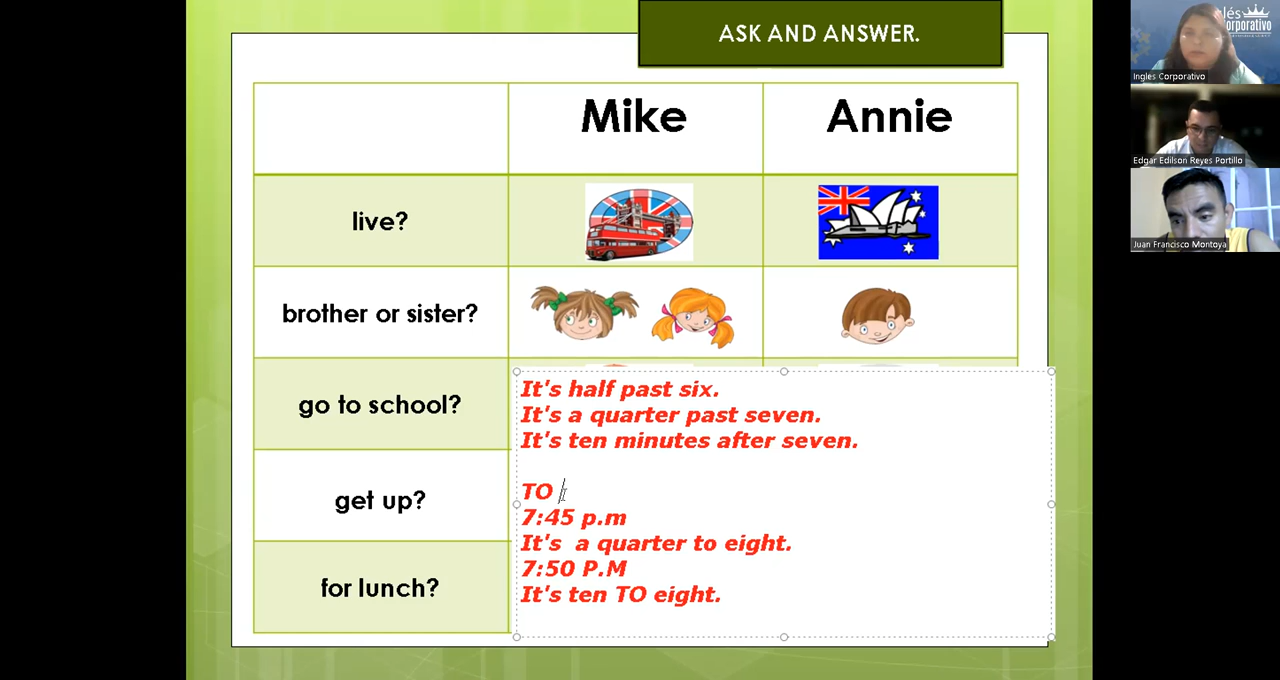 ASK AND ANSWER.
Mike
Annie
live?
brother or sister?
go to school?
get up?
for lunch?
It's half past six.
It's a quarter past seven.
It's ten minutes after seven.
TO
7:45 p.m
It's  a quarter to eight.
7:50 P.M
It's ten TO eight.
lés
orporativo
Ingles Corporativo
Edgar Edilson Reyes Portillo
Juan Francisco Montoya